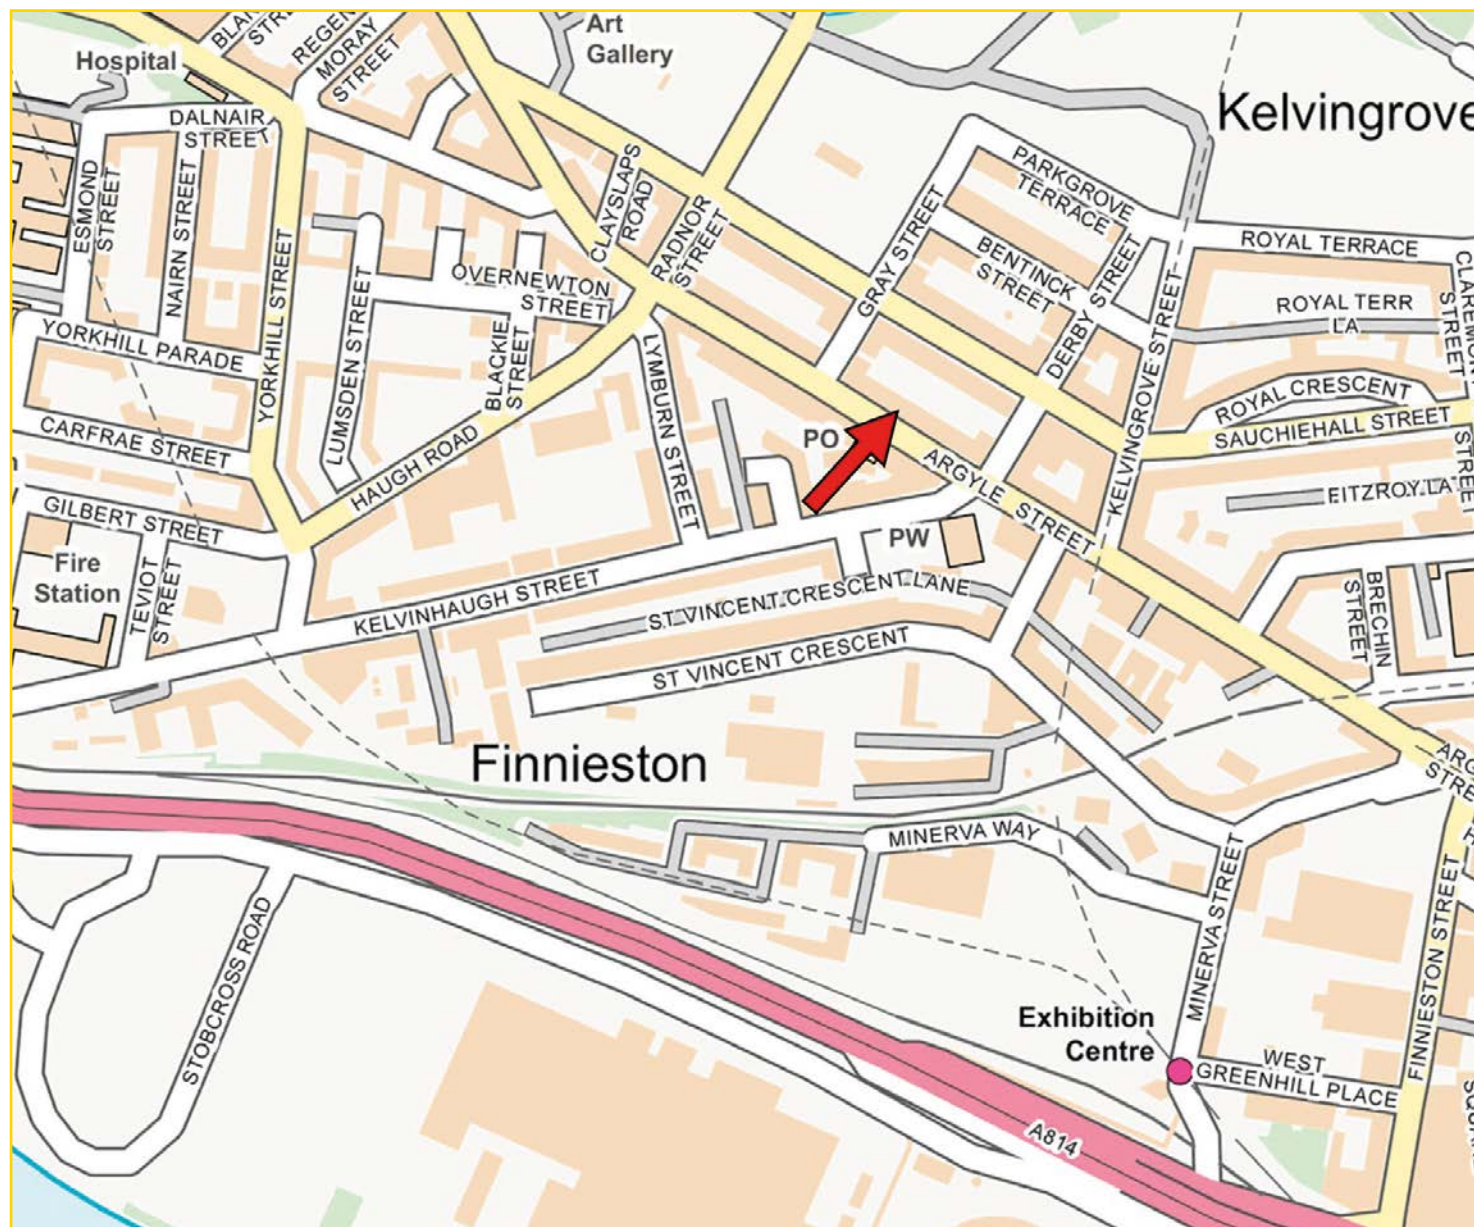 Art
Gallery
Hospital
MORAY
STREET
Kelvingrove
DALNAIR
STREET
ESMOND
STREET
NAIRN STREET
YORKHILL STREET
CLAYSLAPS
ROAD
RADNOR
STREET
PARKGROVE
TERRACE
GRAY STREET
BENTINCK
STREET
DERBY STREET
KELVINGROVE STREET
ROYAL TERRACE
ROYAL TERR
LA
OVERNEWTON
STREET
LUMSDEN STREET
BLACKIE
STREET
YORKHILL PARADE
LYMBURN STREET
ROYAL CRESCENT
SAUCHIEHALL STREET
STREET
CARFRAE STREET
HAUGH ROAD
PO
ARGYLE STREET
KELVINGROVE STREET
STREET
GILBERT STREET
Fire
Station
TEVIOT
STREET
PW
KELVINHAUGH STREET
ST VINCENT CRESCENT LANE
ST VINCENT CRESCENT
BRECHIN
STREET
Finnieston
MINERVA WAY
MINERVA STREET
FINNIESTON STREET
STOBCROSS ROAD
Exhibition
Centre
WEST
GREENHILL PLACE
A814